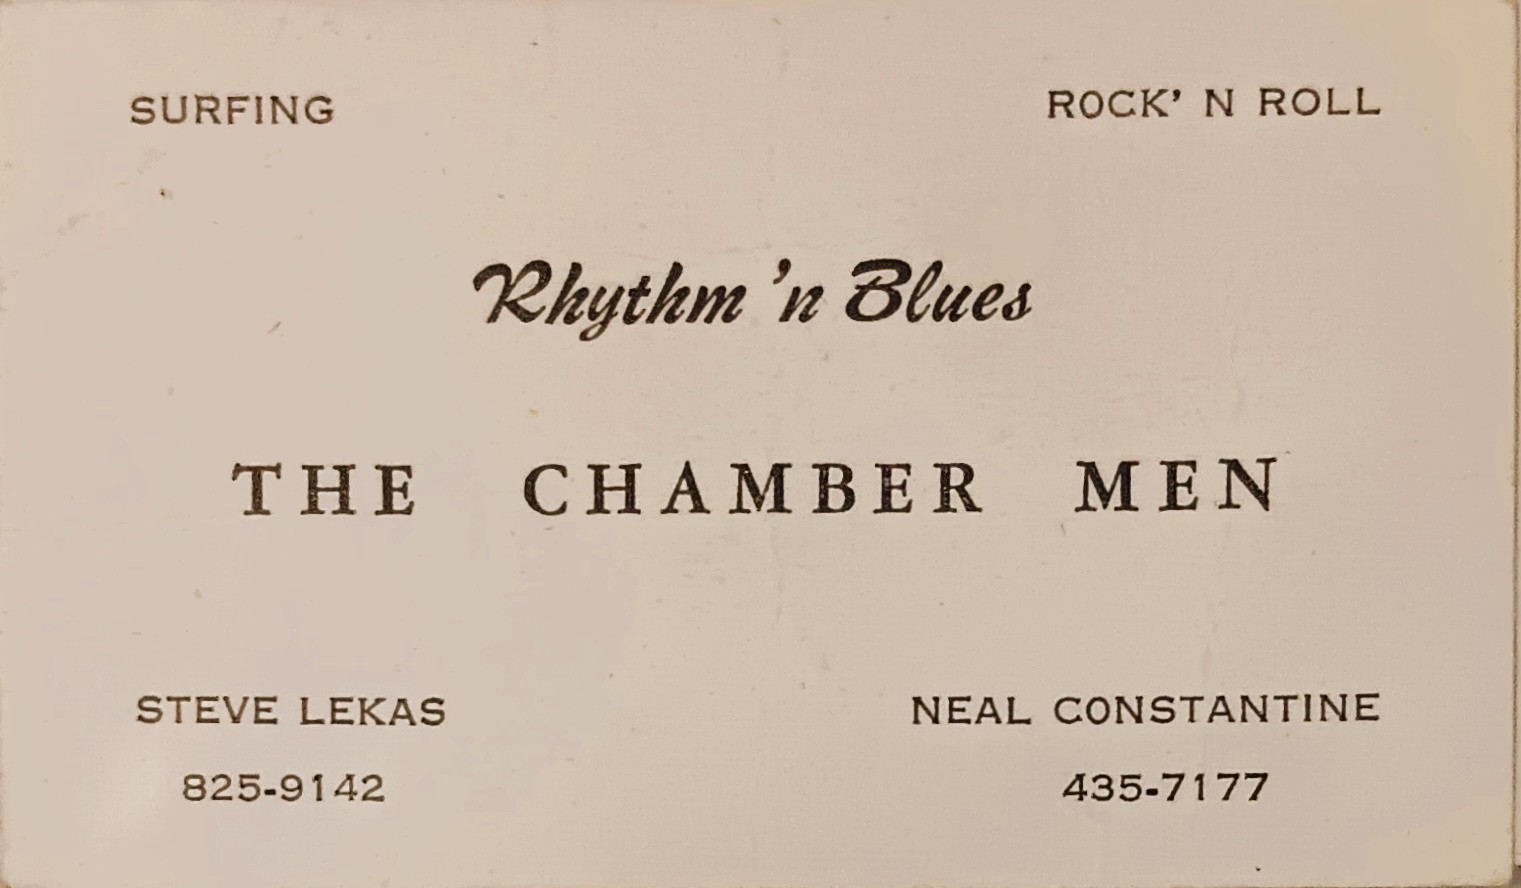 SURFING
ROCK' N ROLL
Rhythm 'n Blues
THE CHAMBER MEN
STEVE LEKAS
NEAL CONSTANTINE
825-9142
435-7177